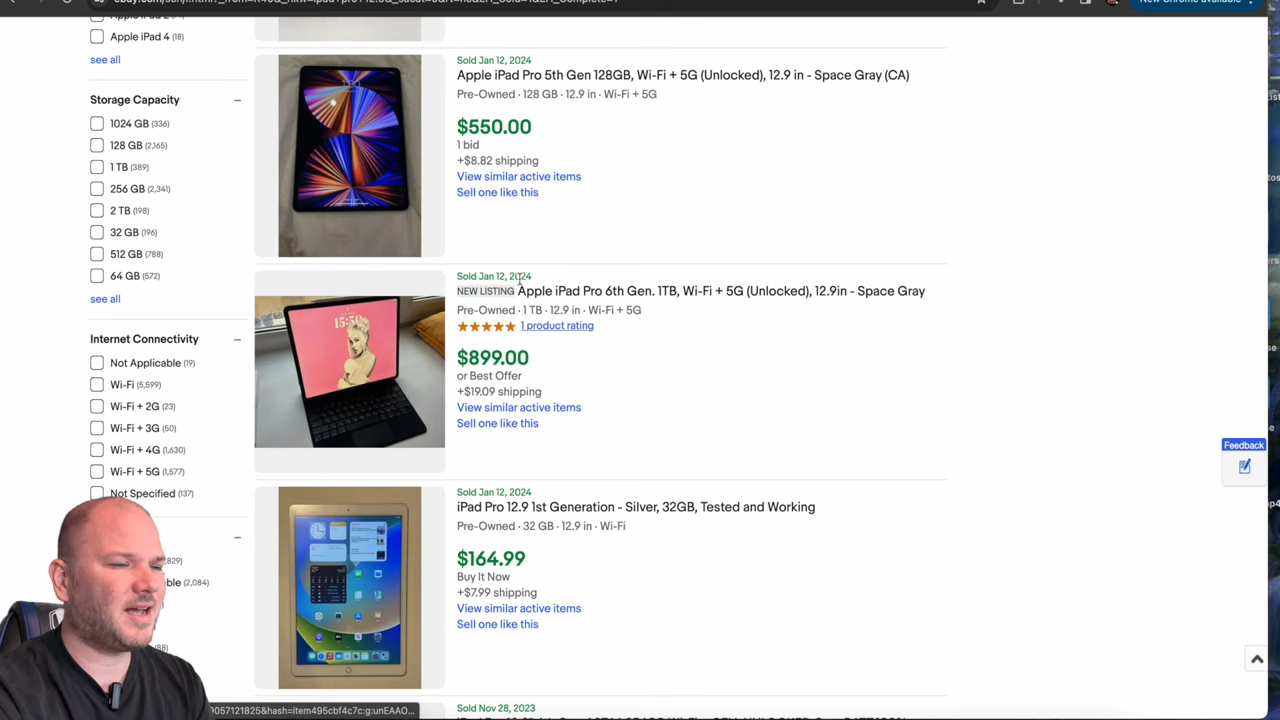 New Chrome available
Apple iPad 4 (18)
see all
Storage Capacity
1024 GB (336)
128 GB (2,165)
1 TB (389)
256 GB (2,341)
2 TB (198)
32 GB (196)
512 GB (788)
64 GB (572)
see all
Internet Connectivity
Not Applicable (19)
Wi-Fi (5,599)
Wi-Fi + 2G (23)
Wi-Fi + 3G (50)
Wi-Fi + 4G (1,630)
Wi-Fi + 5G (1,577)
Not Specified (137)
Sold Jan 12, 2024
Apple iPad Pro 5th Gen 128GB, Wi-Fi + 5G (Unlocked), 12.9 in - Space Gray (CA)
Pre-Owned · 128 GB · 12.9 in · Wi-Fi + 5G
$550.00
1 bid
+$8.82 shipping
View similar active items
Sell one like this
Sold Jan 12, 2024
NEW LISTING Apple iPad Pro 6th Gen. 1TB, Wi-Fi + 5G (Unlocked), 12.9in - Space Gray
Pre-Owned · 1 TB · 12.9 in · Wi-Fi + 5G
1 product rating
$899.00
or Best Offer
+$19.09 shipping
View similar active items
Sell one like this
15:50
Sold Jan 12, 2024
iPad Pro 12.9 1st Generation - Silver, 32GB, Tested and Working
Pre-Owned · 32 GB · 12.9 in · Wi-Fi
$164.99
Buy It Now
+$7.99 shipping
View similar active items
Sell one like this
Sold Nov 28, 2023
Feedback